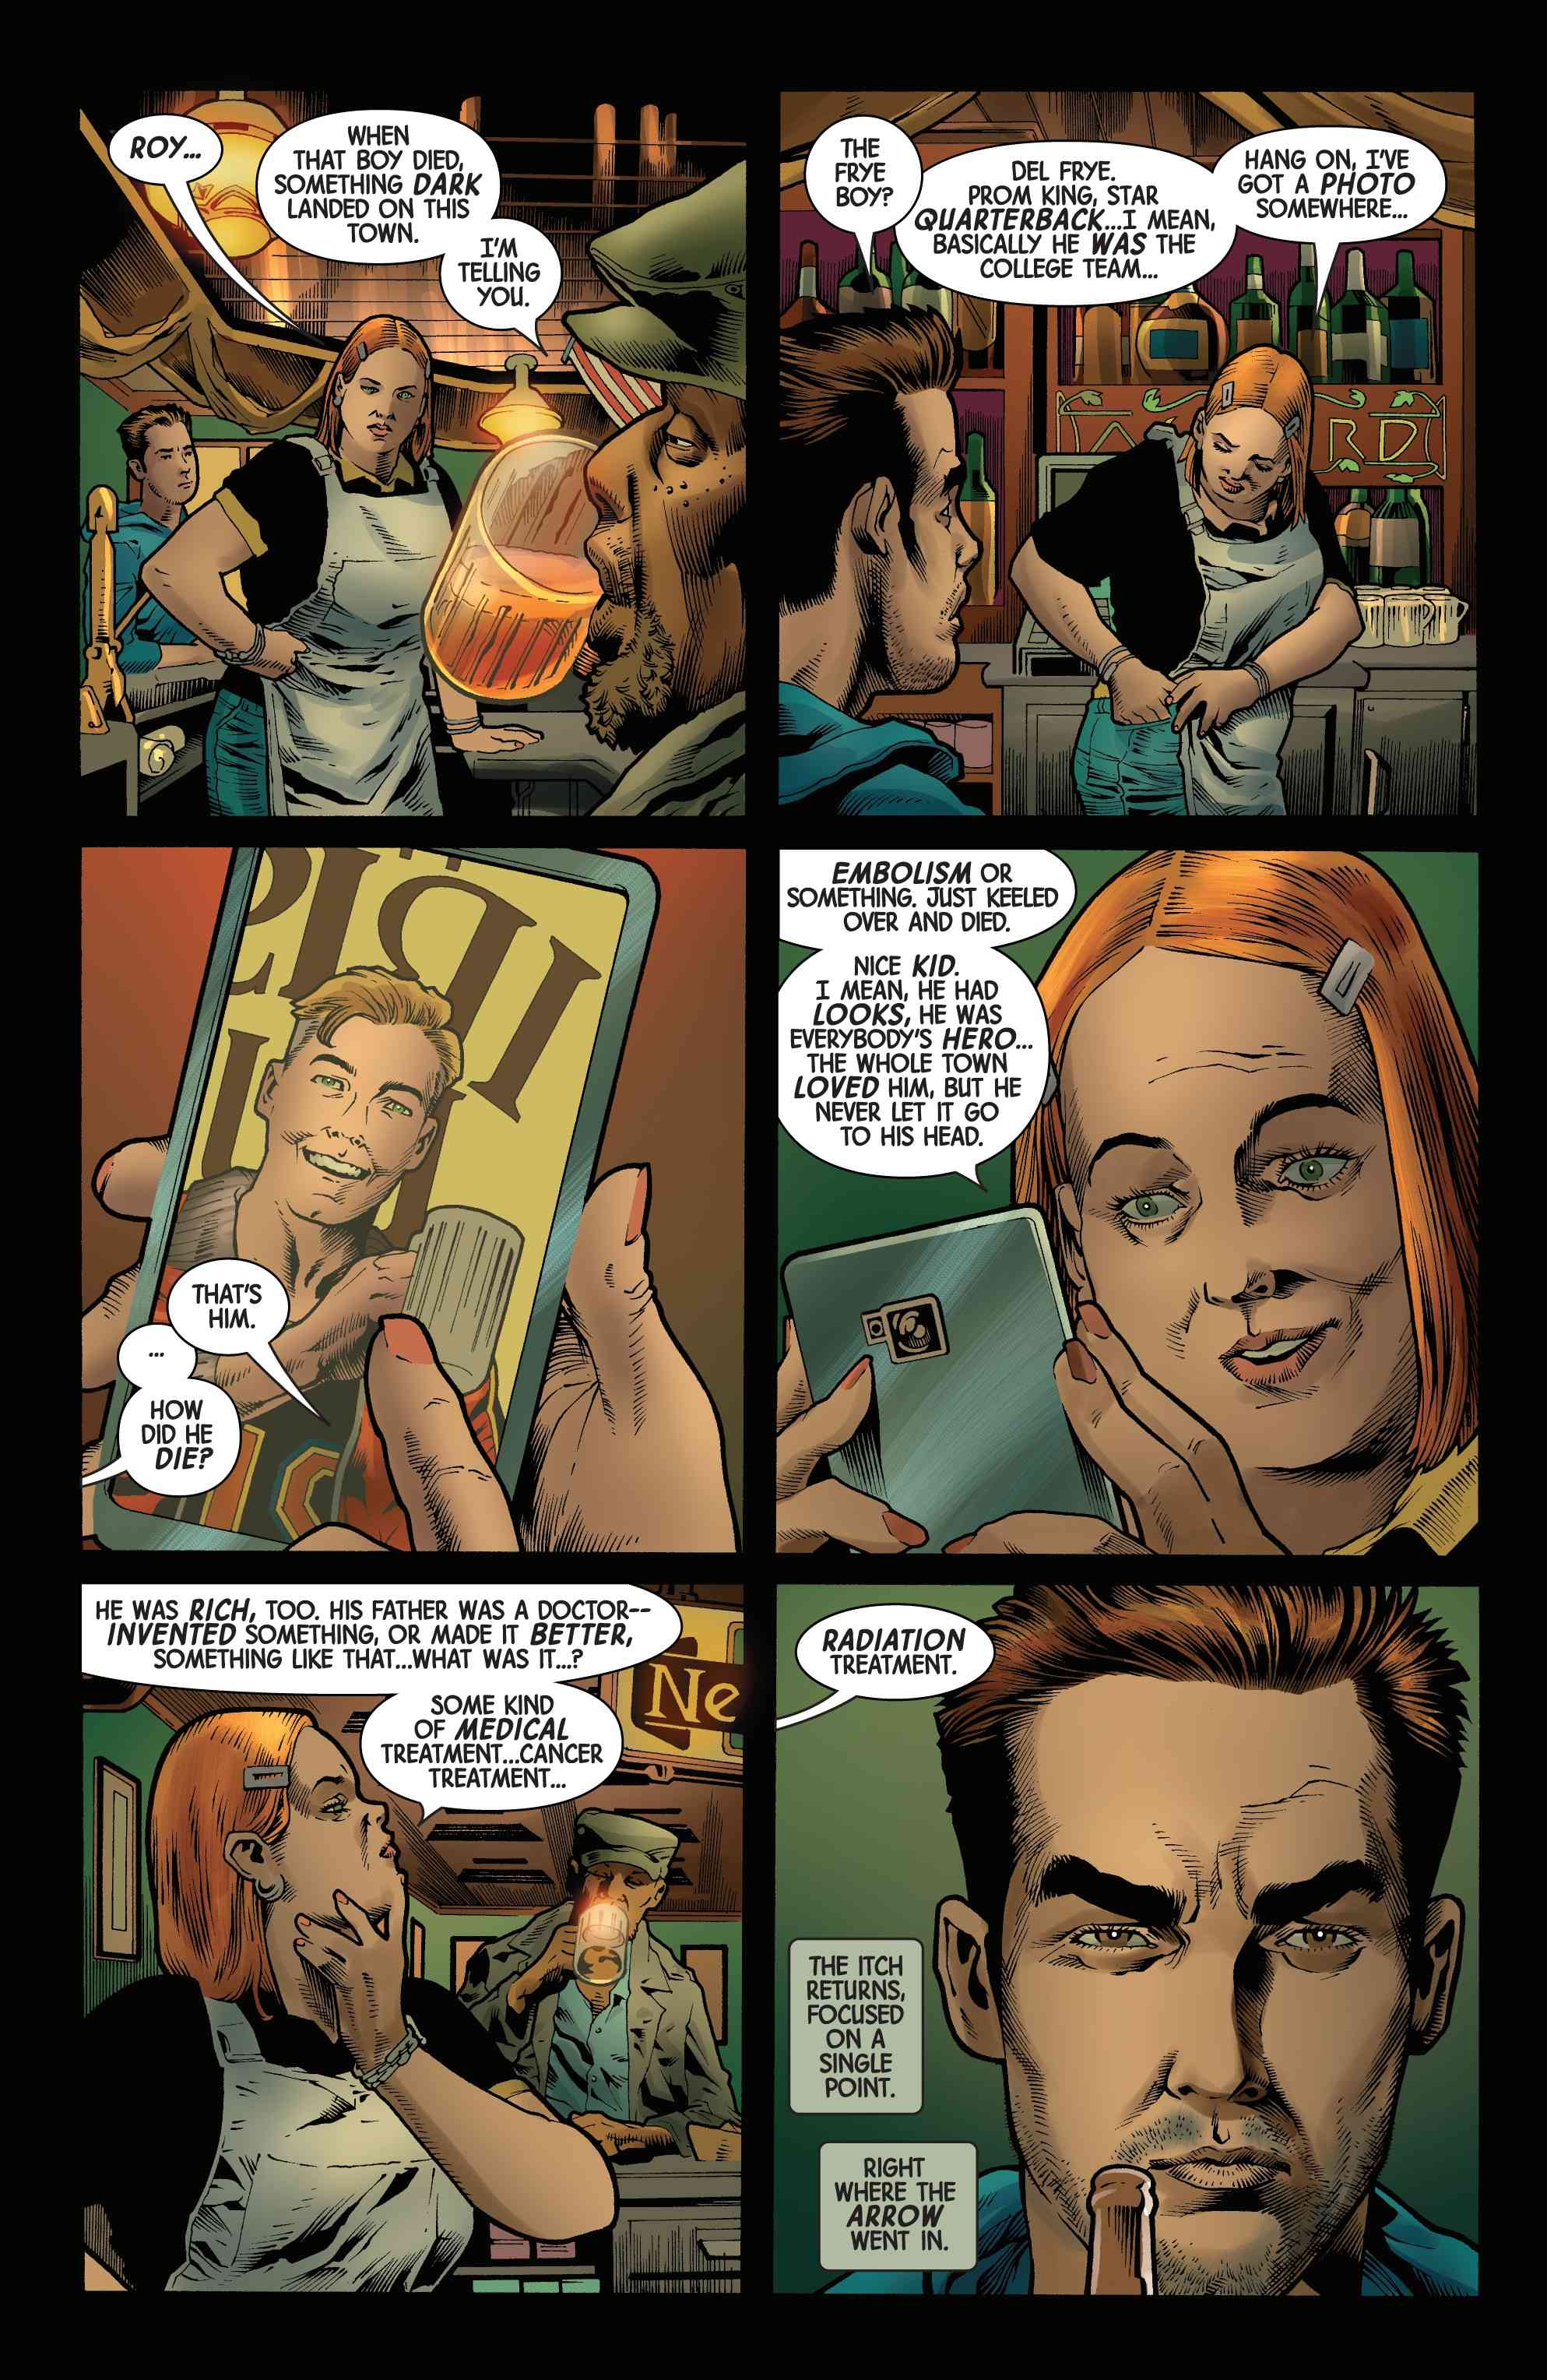 ROY...
WHEN
THAT BOY DIED,
SOMETHING DARK
LANDED ON THIS
TOWN.
I'M
TELLING
YOU.
THE
FRYE
BOY?
DEL FRYE.
PROM KING, STAR
QUARTERBACK...I MEAN,
BASICALLY HE WAS THE
COLLEGE TEAM...
HANG ON, I'VE
GOT A PHOTO
SOMEWHERE...
THAT'S
HIM.
...
HOW
DID HE
DIE?
EMBOLISM OR
SOMETHING. JUST KEELED
OVER AND DIED.
NICE KID.
I MEAN, HE HAD
LOOKS, HE WAS
EVERYBODY'S HERO...
THE WHOLE TOWN
LOVED HIM, BUT HE
NEVER LET IT GO
TO HIS HEAD.
HE WAS RICH, TOO. HIS FATHER WAS A DOCTOR--
INVENTED SOMETHING, OR MADE IT BETTER,
SOMETHING LIKE THAT...WHAT WAS IT...?
SOME KIND
OF MEDICAL
TREATMENT...CANCER
TREATMENT...
Ne
RADIATION
TREATMENT.
THE ITCH
RETURNS,
FOCUSED
ON A
SINGLE
POINT.
RIGHT
WHERE THE
ARROW
WENT IN.